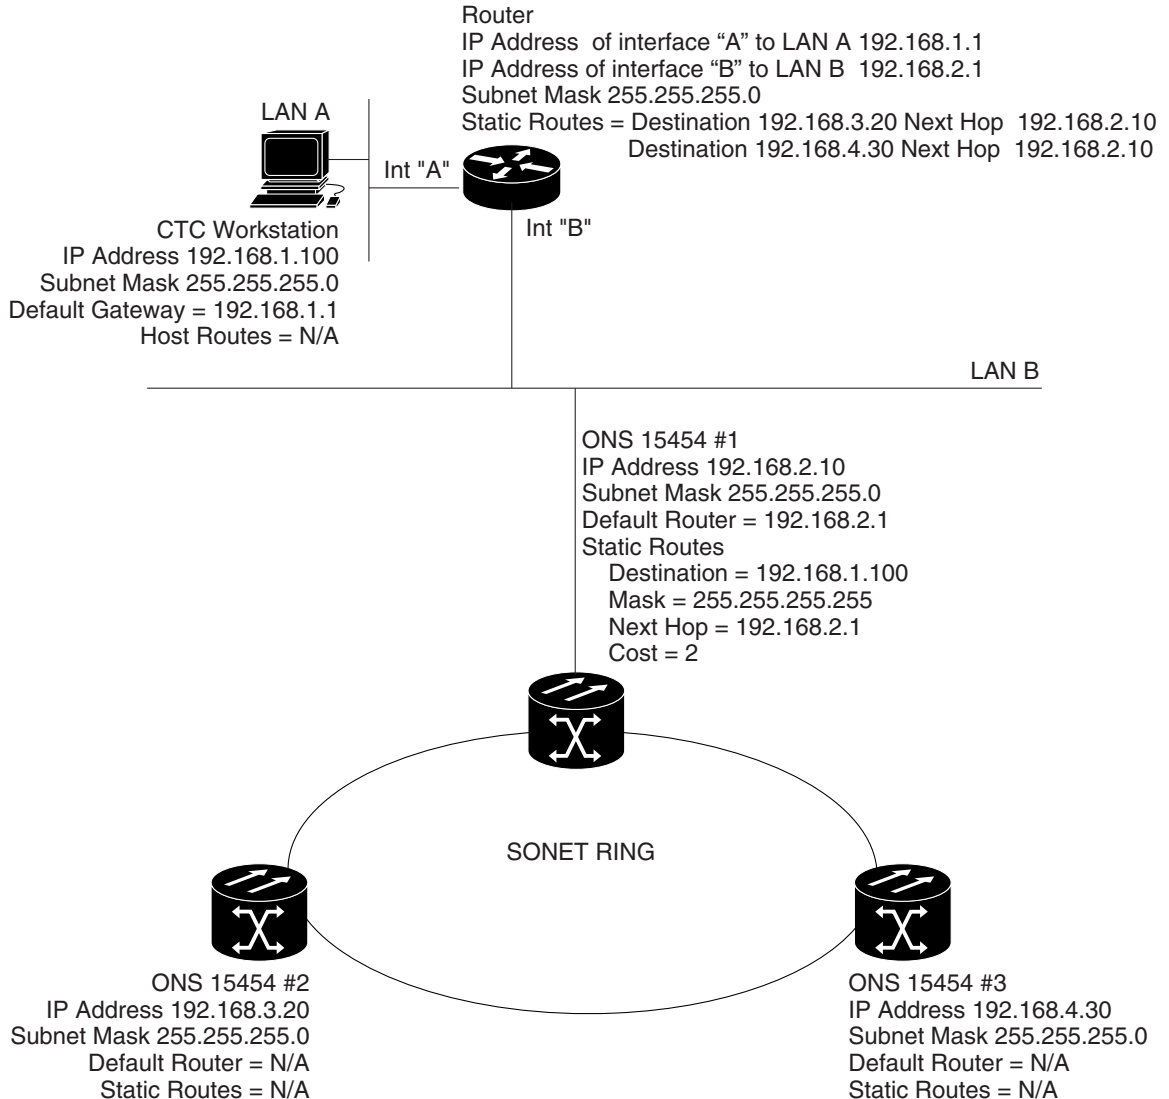 Router
IP Address of interface “A” to LAN A 192.168.1.1
IP Address of interface “B” to LAN B 192.168.2.1
Subnet Mask 255.255.255.0
Static Routes = Destination 192.168.3.20 Next Hop 192.168.2.10
Destination 192.168.4.30 Next Hop 192.168.2.10
LAN A
Int "A"
Int "B"
CTC Workstation
IP Address 192.168.1.100
Subnet Mask 255.255.255.0
Default Gateway = 192.168.1.1
Host Routes = N/A
LAN B
ONS 15454 #1
IP Address 192.168.2.10
Subnet Mask 255.255.255.0
Default Router = 192.168.2.1
Static Routes
Destination = 192.168.1.100
Mask = 255.255.255.255
Next Hop = 192.168.2.1
Cost = 2
SONET RING
ONS 15454 #2
IP Address 192.168.3.20
Subnet Mask 255.255.255.0
Default Router = N/A
Static Routes = N/A
ONS 15454 #3
IP Address 192.168.4.30
Subnet Mask 255.255.255.0
Default Router = N/A
Static Routes = N/A